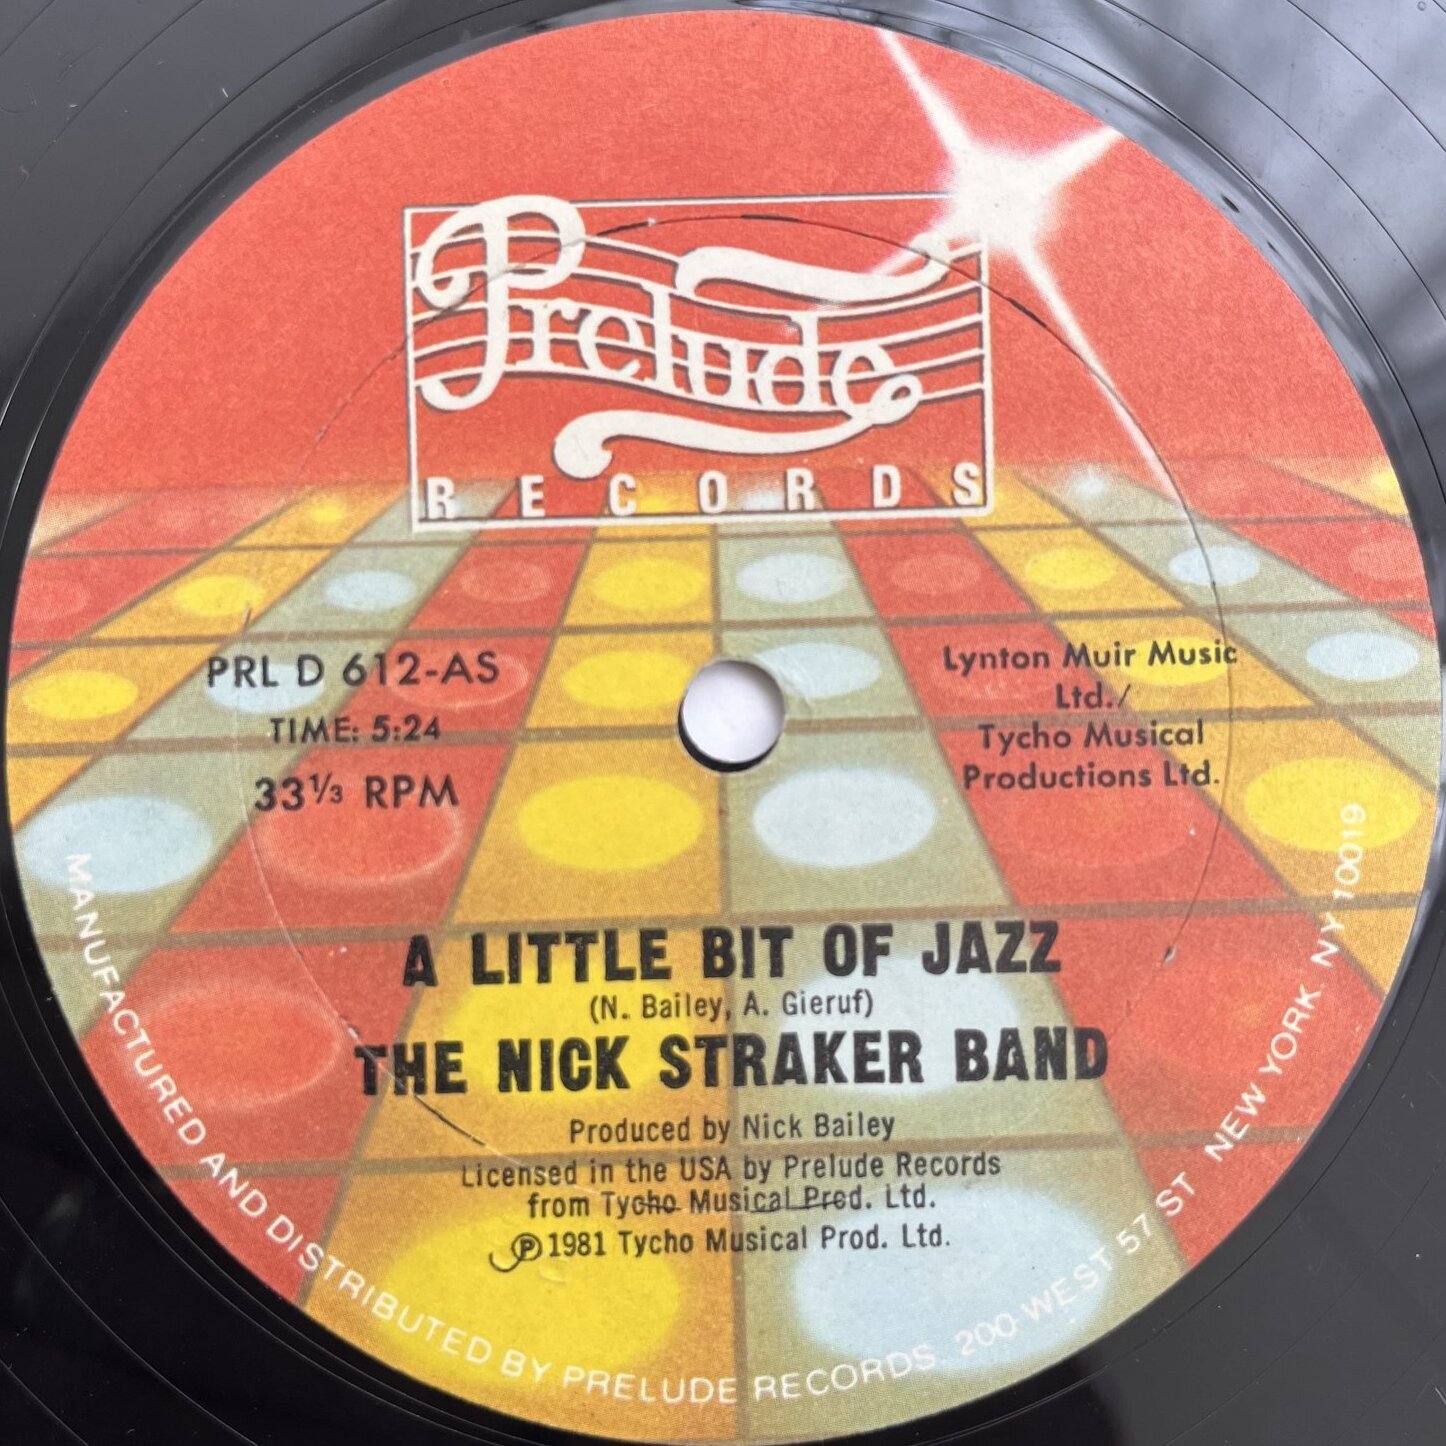 Prelude
RECORDS
PRL D 612-AS
TIME: 5:24
33⅓ RPM
Lynton Muir Music
Ltd./
Tycho Musical
Productions Ltd.
A LITTLE BIT OF JAZZ
(N. Bailey, A. Gieruf)
THE NICK STRAKER BAND
Produced by Nick Bailey
Licensed in the USA by Prelude Records
from Tycho Musical Prod. Ltd.
℗1981 Tycho Musical Prod. Ltd.
MANUFACTURED AND DISTRIBUTED BY PRELUDE RECORDS. 200 WEST 57 ST NEW YORK. NY 10019